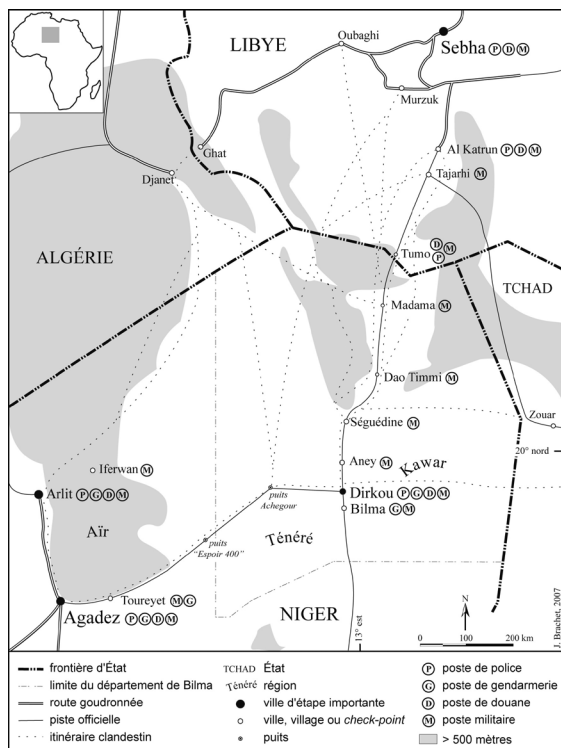 Oubaghi
LIBYE
Sebha P D M
Murzuk
Ghat
Al Katrun P D M
Djanet
Tajarhi M
ALGÉRIE
Tumo D M
P
TCHAD
Madama M
Dao Timmi M
Zouar
Séguédine M
20° nord
Iferwan M
Aney M
Kawar
Arlit P G D M
puits
Achegour
Dirkou P G D M
Bilma G M
Aïr
Ténéré
puits
"Espoir 400"
Toureyet M G
N
Agadez P G D M
NIGER
13° est
0 100 200 km
J. Brachet, 2007
frontière d'État
limite du département de Bilma
route goudronnée
piste officielle
itinéraire clandestin
TCHAD État
Ténéré région
ville d'étape importante
ville, village ou check-point
puits
P poste de police
G poste de gendarmerie
D poste de douane
M poste militaire
> 500 mètres